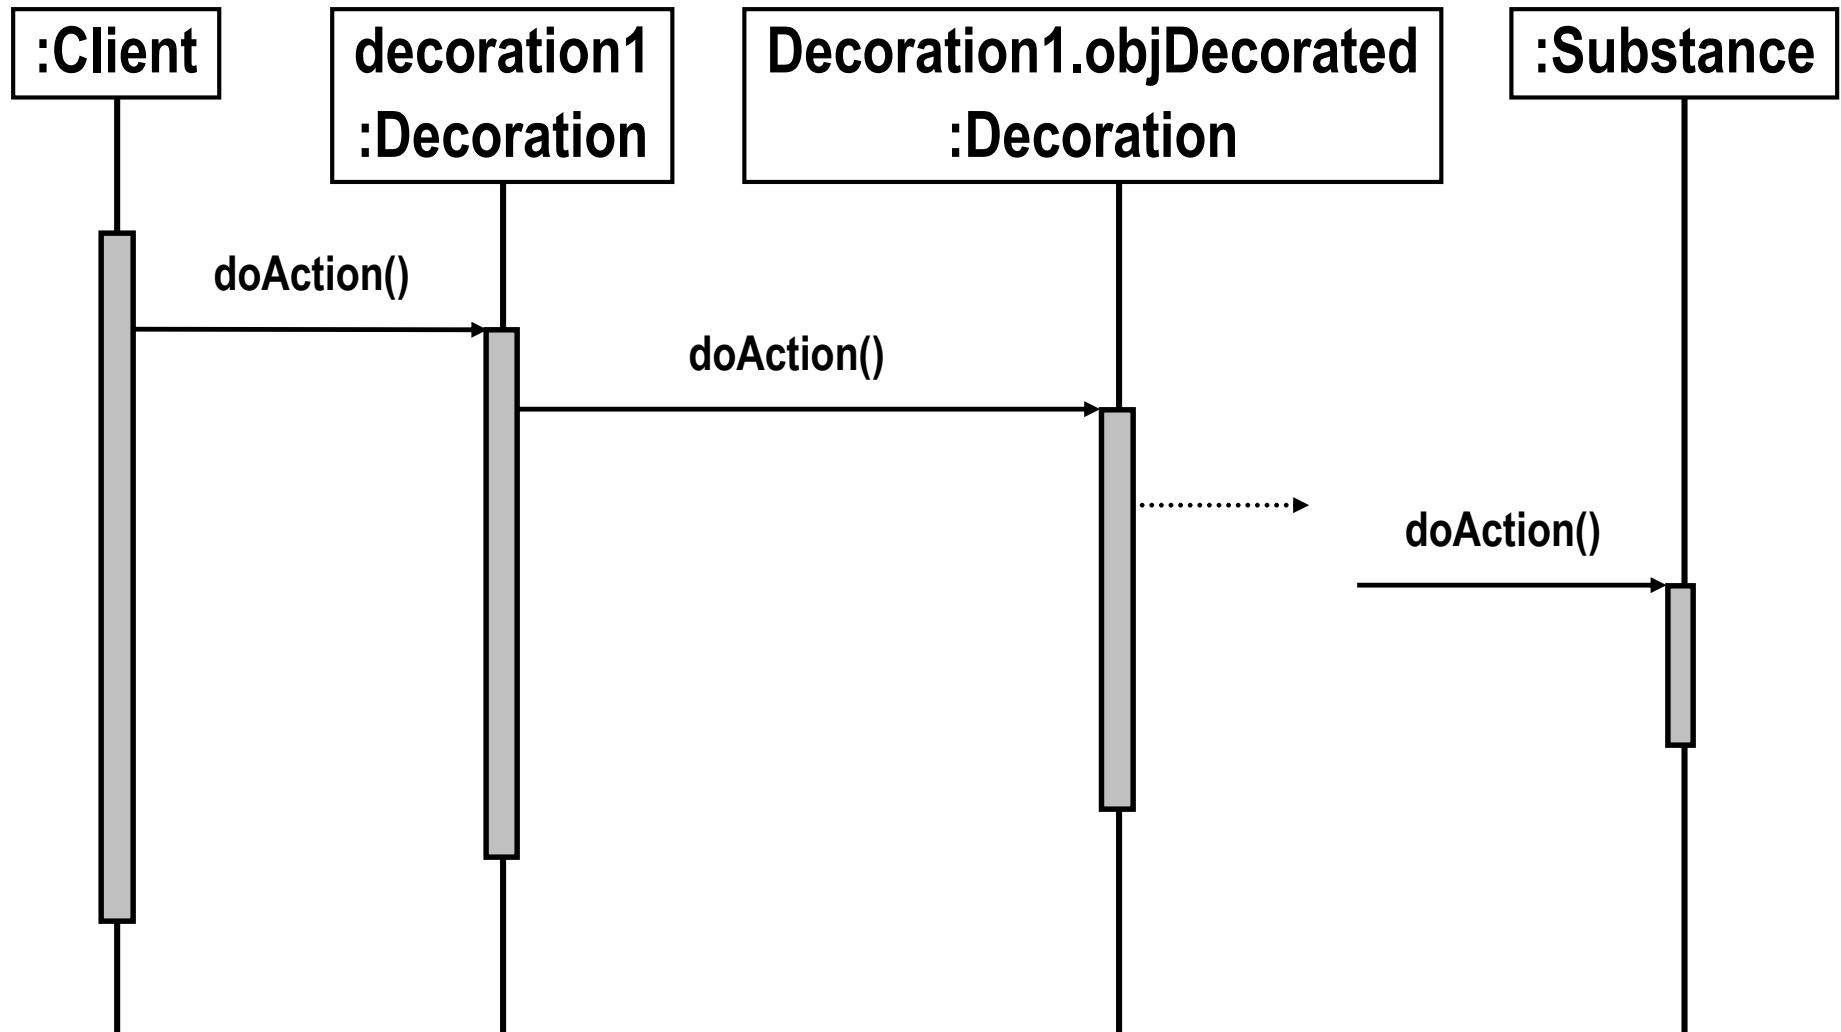 :Client
decoration1
:Decoration
Decoration1.objDecorated
:Decoration
:Substance
doAction()
doAction()
doAction()